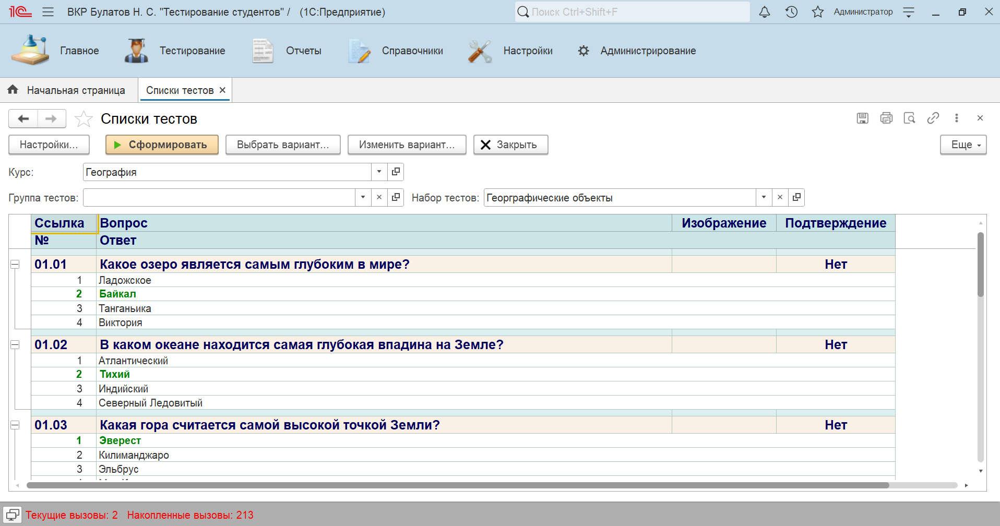 1С ВКР Булатов Н. С. "Тестирование студентов" / (1С:Предприятие) Поиск Ctrl+Shift+F Администратор
Главное Тестирование Отчеты Справочники Настройки Администрирование
Начальная страница Списки тестов
Списки тестов
Настройки... Сформировать Выбрать вариант... Изменить вариант... Закрыть Еще
Курс: География
Группа тестов: Набор тестов: Георграфические объекты
Ссылка Вопрос Изображение Подтверждение
№ Ответ
01.01 Какое озеро является самым глубоким в мире? Нет
1 Ладожское
2 Байкал
3 Танганьика
4 Виктория
01.02 В каком океане находится самая глубокая впадина на Земле? Нет
1 Атлантический
2 Тихий
3 Индийский
4 Северный Ледовитый
01.03 Какая гора считается самой высокой точкой Земли? Нет
1 Эверест
2 Килиманджаро
3 Эльбрус
Текущие вызовы: 2 Накопленные вызовы: 213